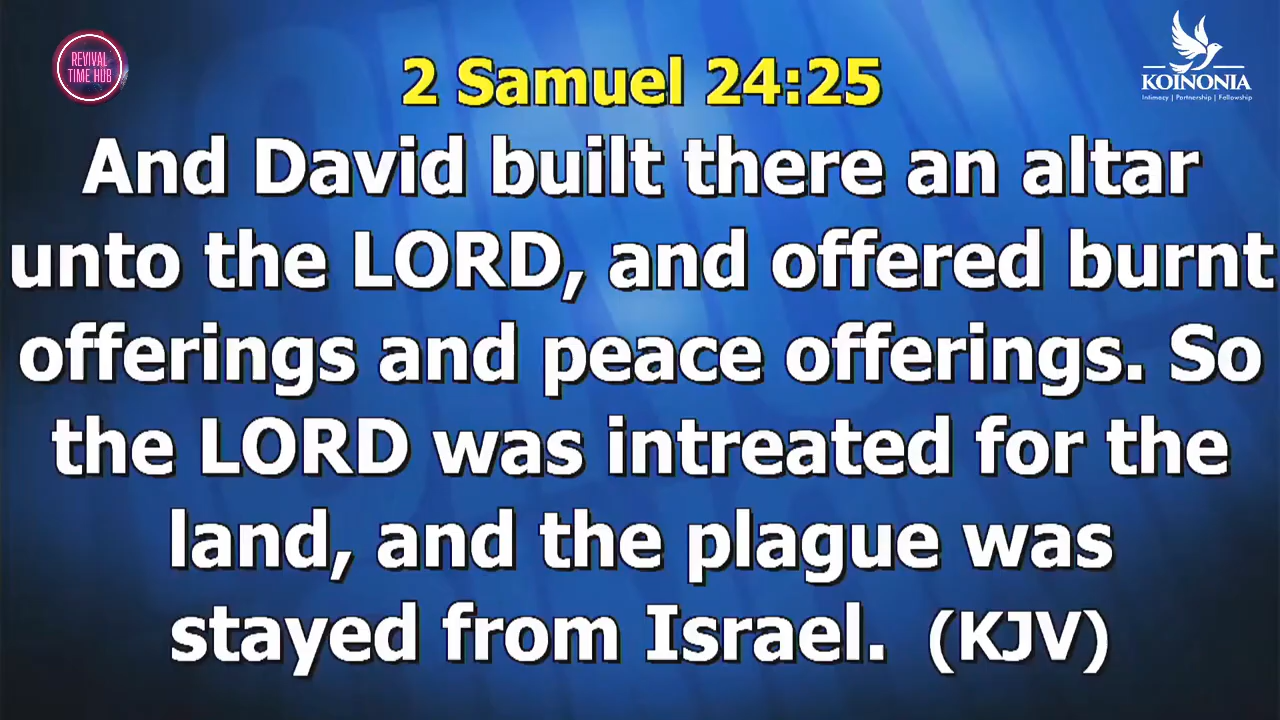 REVIVAL
TIME HUB
KOINONIA
Intimacy | Partnership | Fellowship
2 Samuel 24:25
And David built there an altar
unto the LORD, and offered burnt
offerings and peace offerings. So
the LORD was intreated for the
land, and the plague was
stayed from Israel. (KJV)